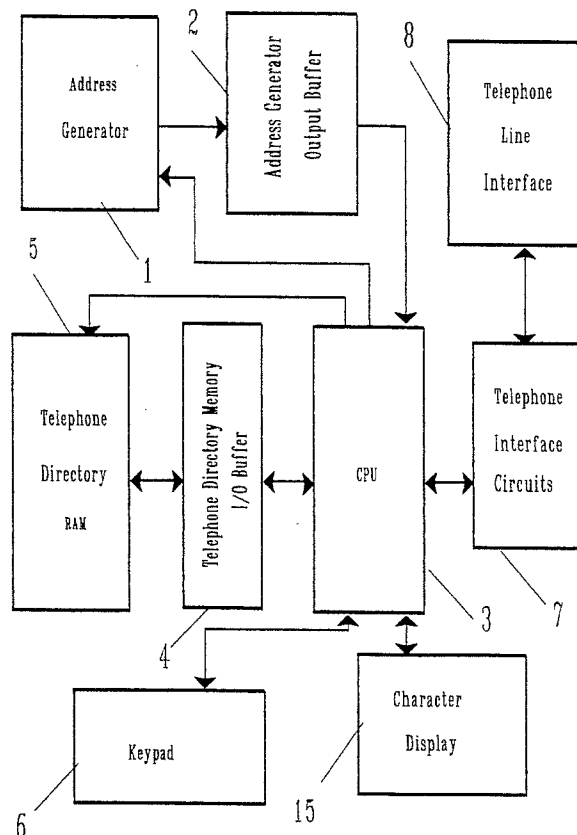 2
8
Address
Generator
Address Generator
Output Buffer
Telephone
Line
Interface
1
5
Telephone
Directory
RAM
Telephone Directory Memory
I/O Buffer
CPU
Telephone
Interface
Circuits
4
3
7
Keypad
Character
Display
6
15